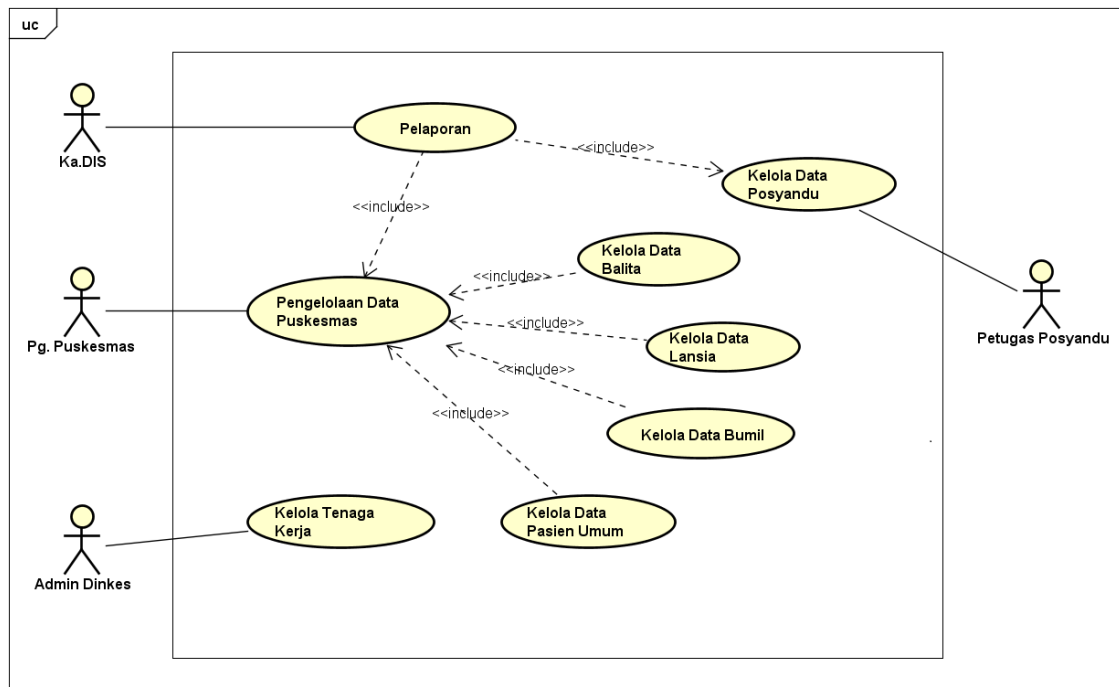 uc
Pelaporan
<<include>>
Ka.DIS
Kelola Data
Posyandu
<<include>>
Kelola Data
Balita
<<include>>
Pengelolaan Data
Puskesmas
<<include>>
Kelola Data
Lansia
Pg. Puskesmas
Petugas Posyandu
<<include>>
<<include>>
Kelola Data Bumil
Kelola Tenaga
Kerja
Kelola Data
Pasien Umum
Admin Dinkes